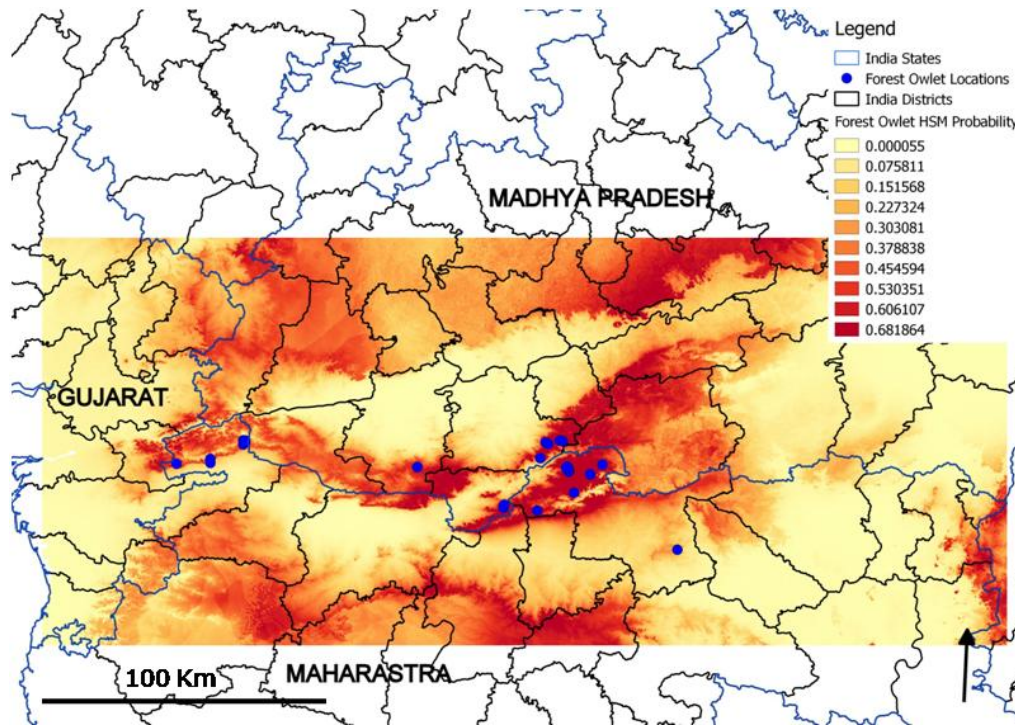 Legend
India States
Forest Owlet Locations
India Districts
Forest Owlet HSM Probability
0.000055
0.075811
0.151568
0.227324
0.303081
0.378838
0.454594
0.530351
0.606107
0.681864
MADHYA PRADESH
GUJARAT
MAHARASTRA
100 Km